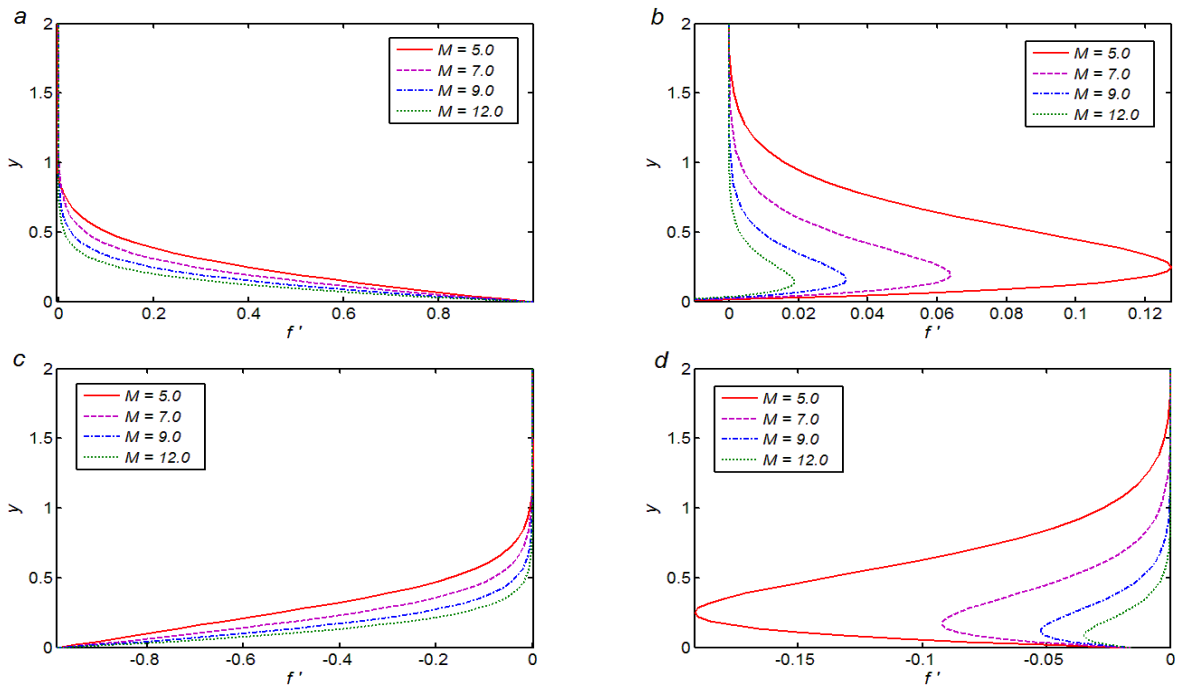 a
2
1.5
1
0.5
0
y
M = 5.0
M = 7.0
M = 9.0
M = 12.0
0 0.2 0.4 0.6 0.8
f '
b
2
1.5
1
0.5
0
y
M = 5.0
M = 7.0
M = 9.0
M = 12.0
0 0.02 0.04 0.06 0.08 0.1 0.12
f '
c
2
1.5
1
0.5
0
y
M = 5.0
M = 7.0
M = 9.0
M = 12.0
-0.8 -0.6 -0.4 -0.2 0
f '
d
2
1.5
1
0.5
0
y
M = 5.0
M = 7.0
M = 9.0
M = 12.0
-0.15 -0.1 -0.05 0
f '